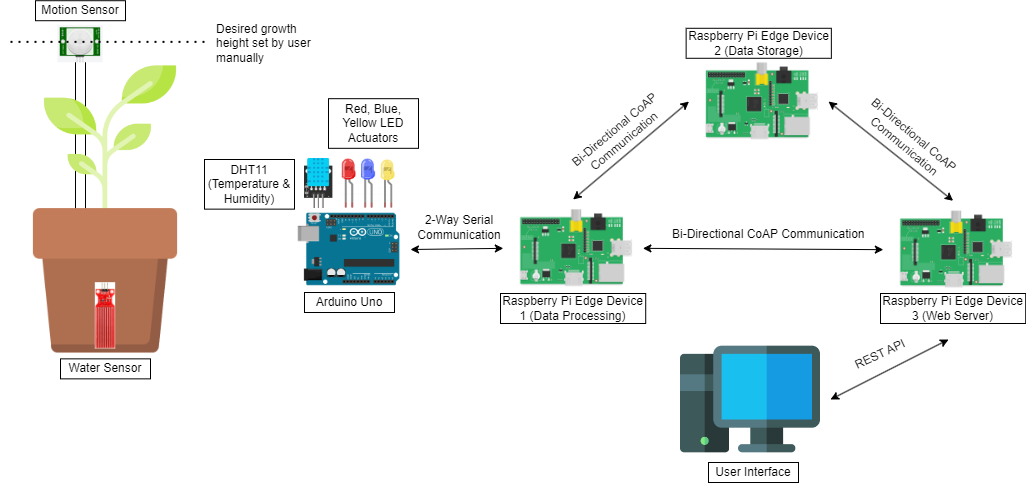 Motion Sensor
Desired growth
height set by user
manually
Red, Blue,
Yellow LED
Actuators
DHT11
(Temperature &
Humidity)
UNO
Arduino Uno
Water Sensor
2-Way Serial
Communication
Raspberry Pi Edge Device
1 (Data Processing)
Bi-Directional CoAP
Communication
Raspberry Pi Edge Device
2 (Data Storage)
Bi-Directional CoAP
Communication
Bi-Directional CoAP Communication
Raspberry Pi Edge Device
3 (Web Server)
REST API
User Interface